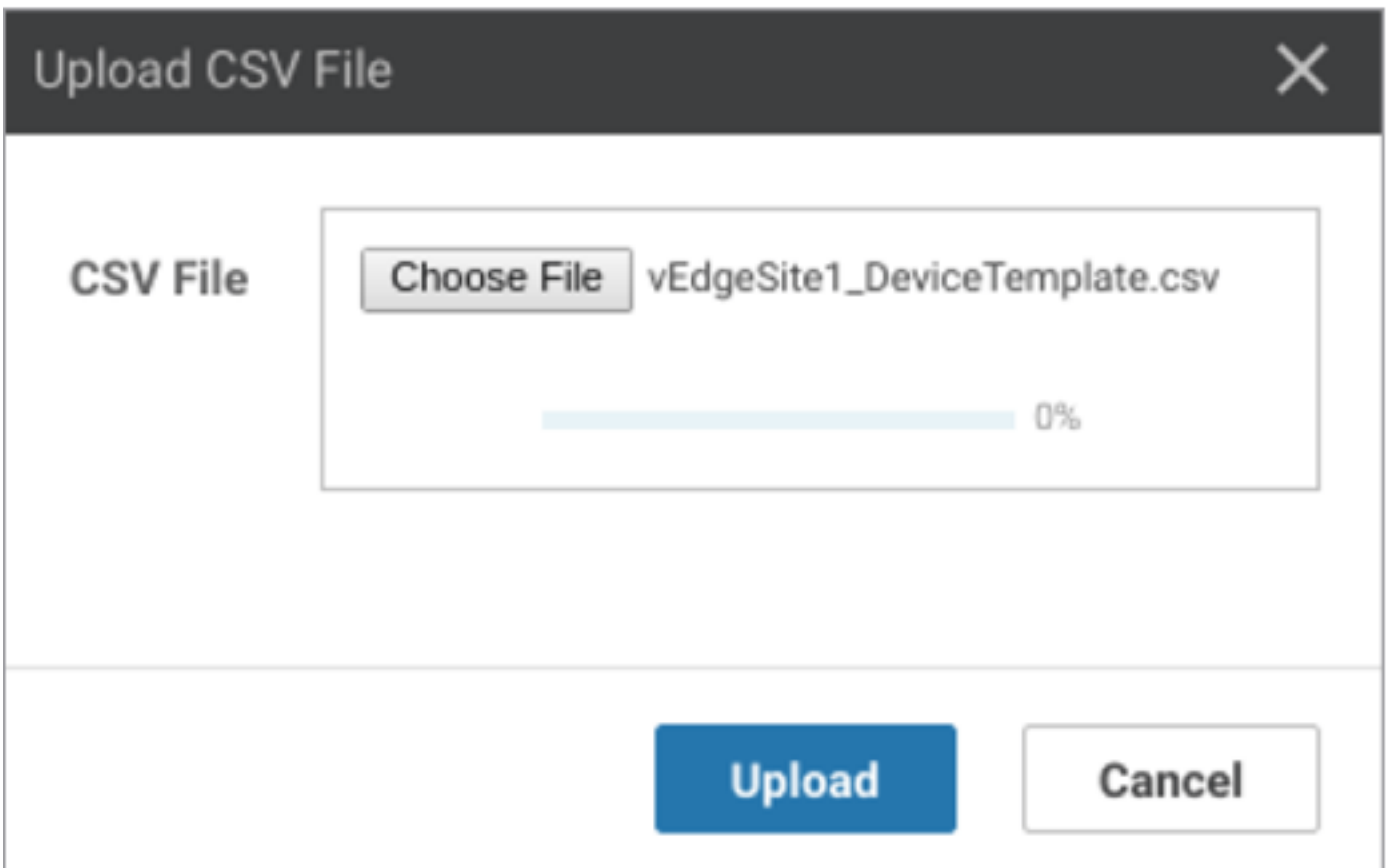 Upload CSV File
CSV File
Choose File vEdgeSite1_DeviceTemplate.csv
0%
Upload
Cancel